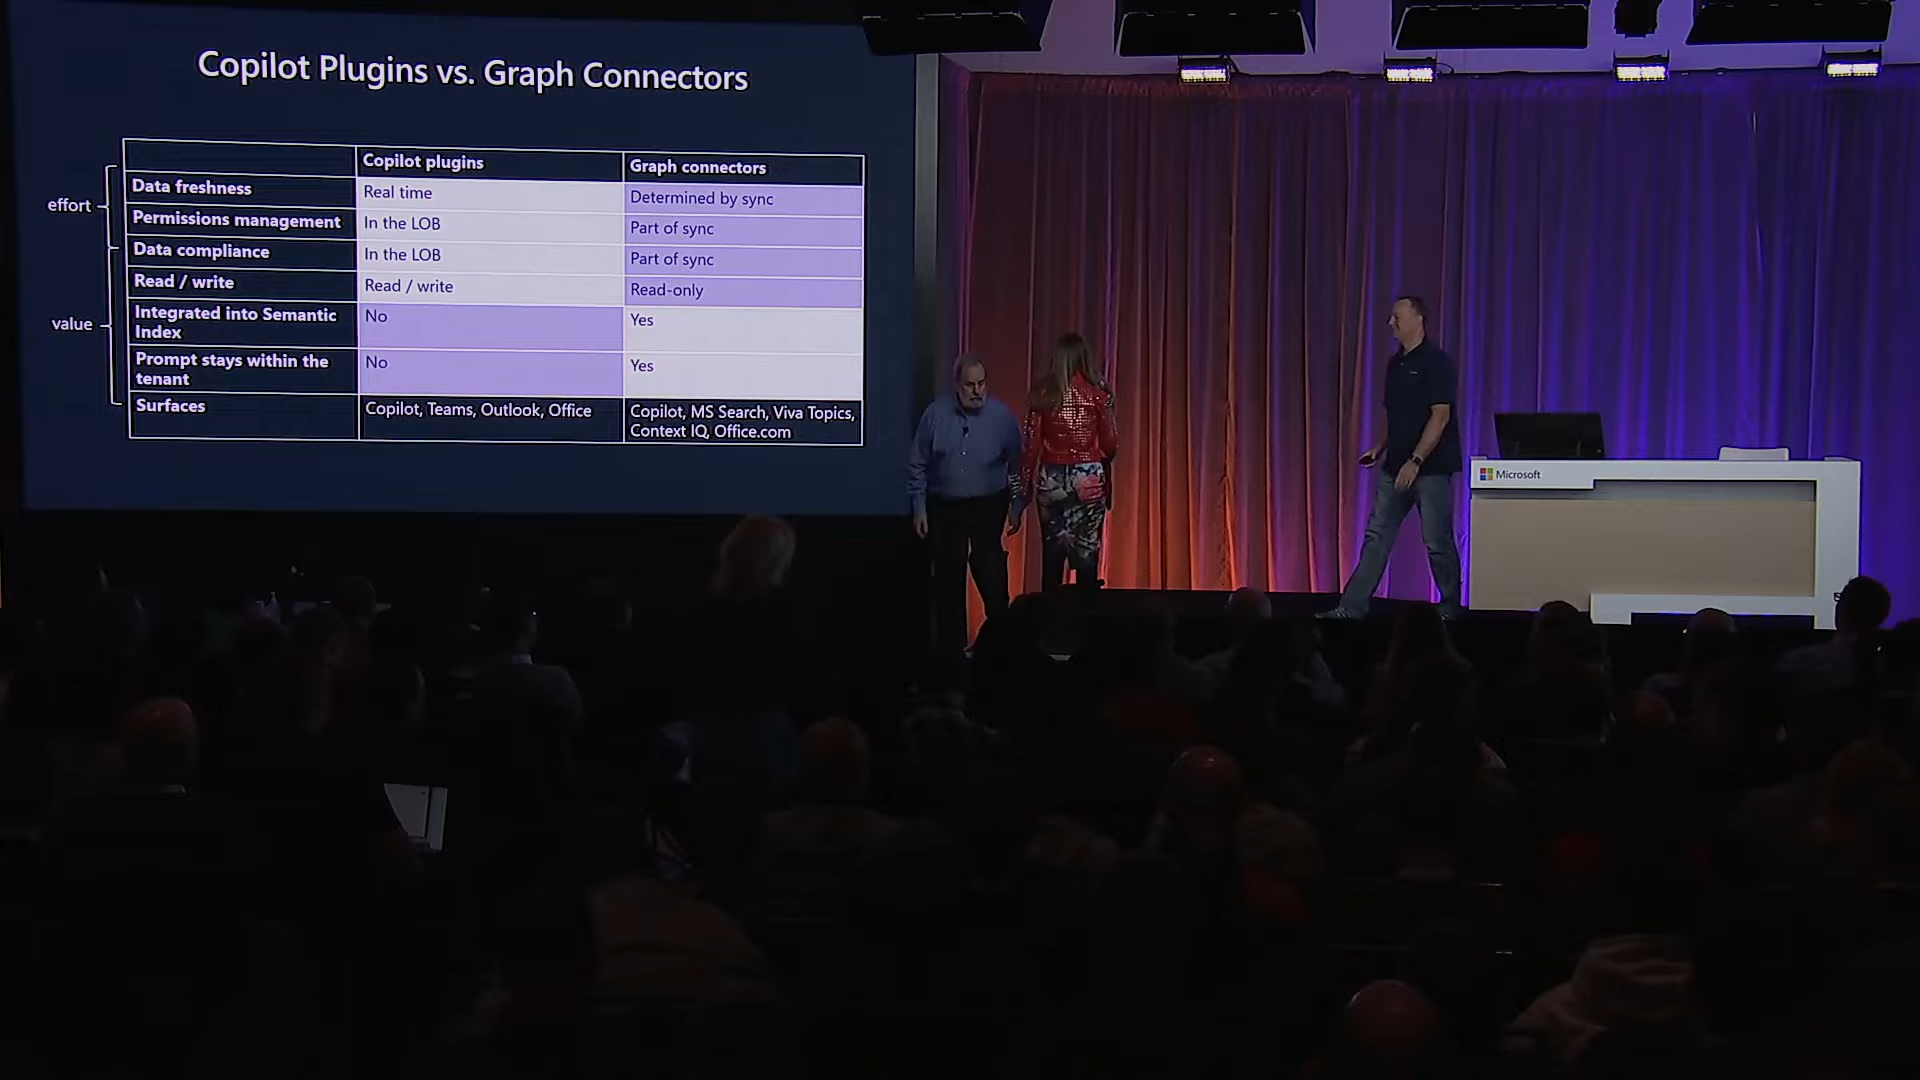 Copilot Plugins vs. Graph Connectors
Copilot plugins
Graph connectors
effort
Data freshness
Real time
Determined by sync
Permissions management
In the LOB
Part of sync
Data compliance
In the LOB
Part of sync
Read / write
Read / write
Read-only
value
Integrated into Semantic
Index
No
Yes
Prompt stays within the
tenant
No
Yes
Surfaces
Copilot, Teams, Outlook, Office
Copilot, MS Search, Viva Topics,
Context IQ, Office.com
Microsoft